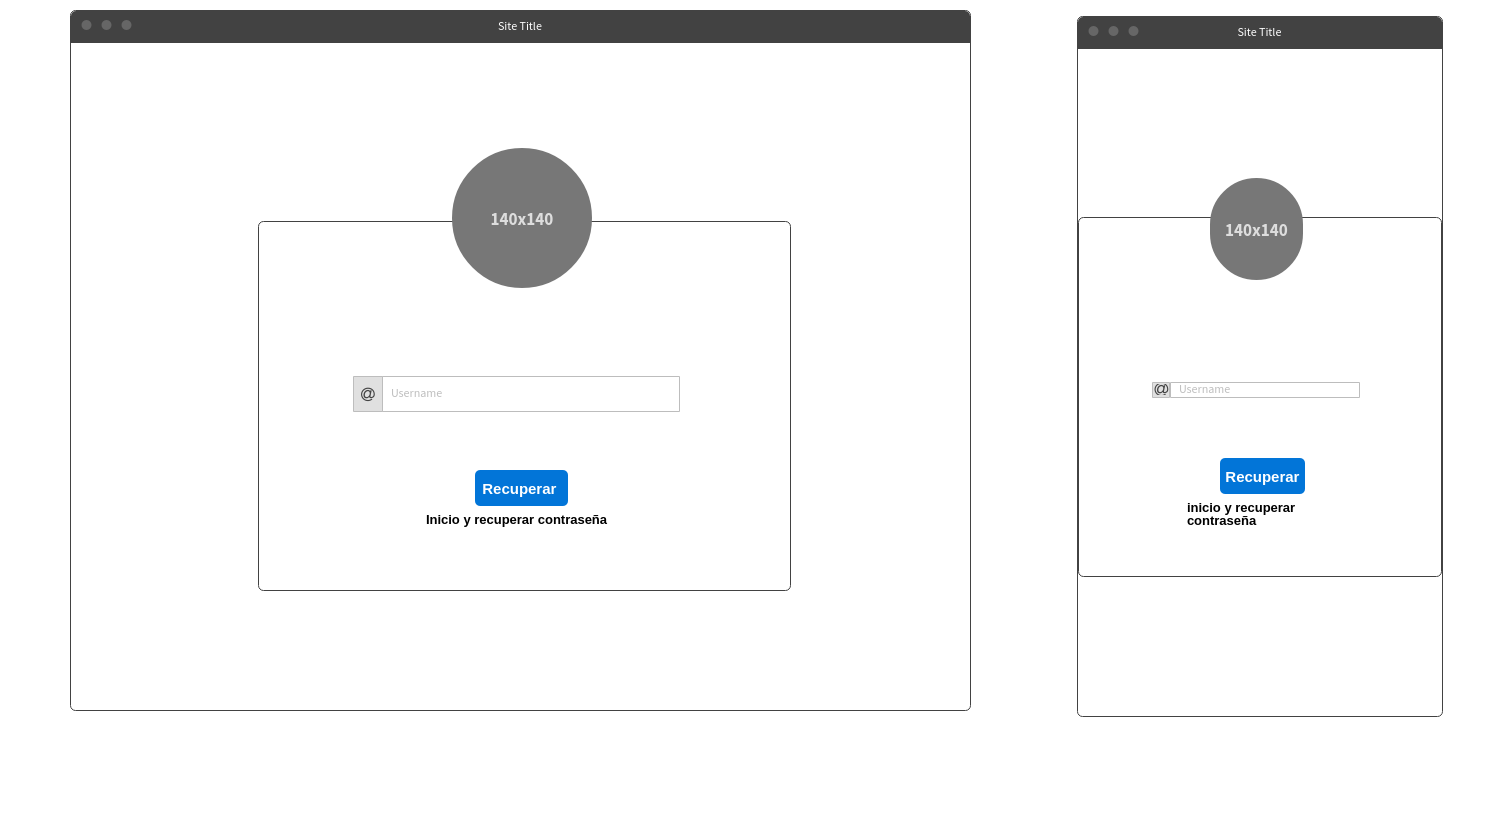 Site Title
140x140
@ Username
Recuperar
Inicio y recuperar contraseña
Site Title
140x140
@ Username
Recuperar
inicio y recuperar
contraseña